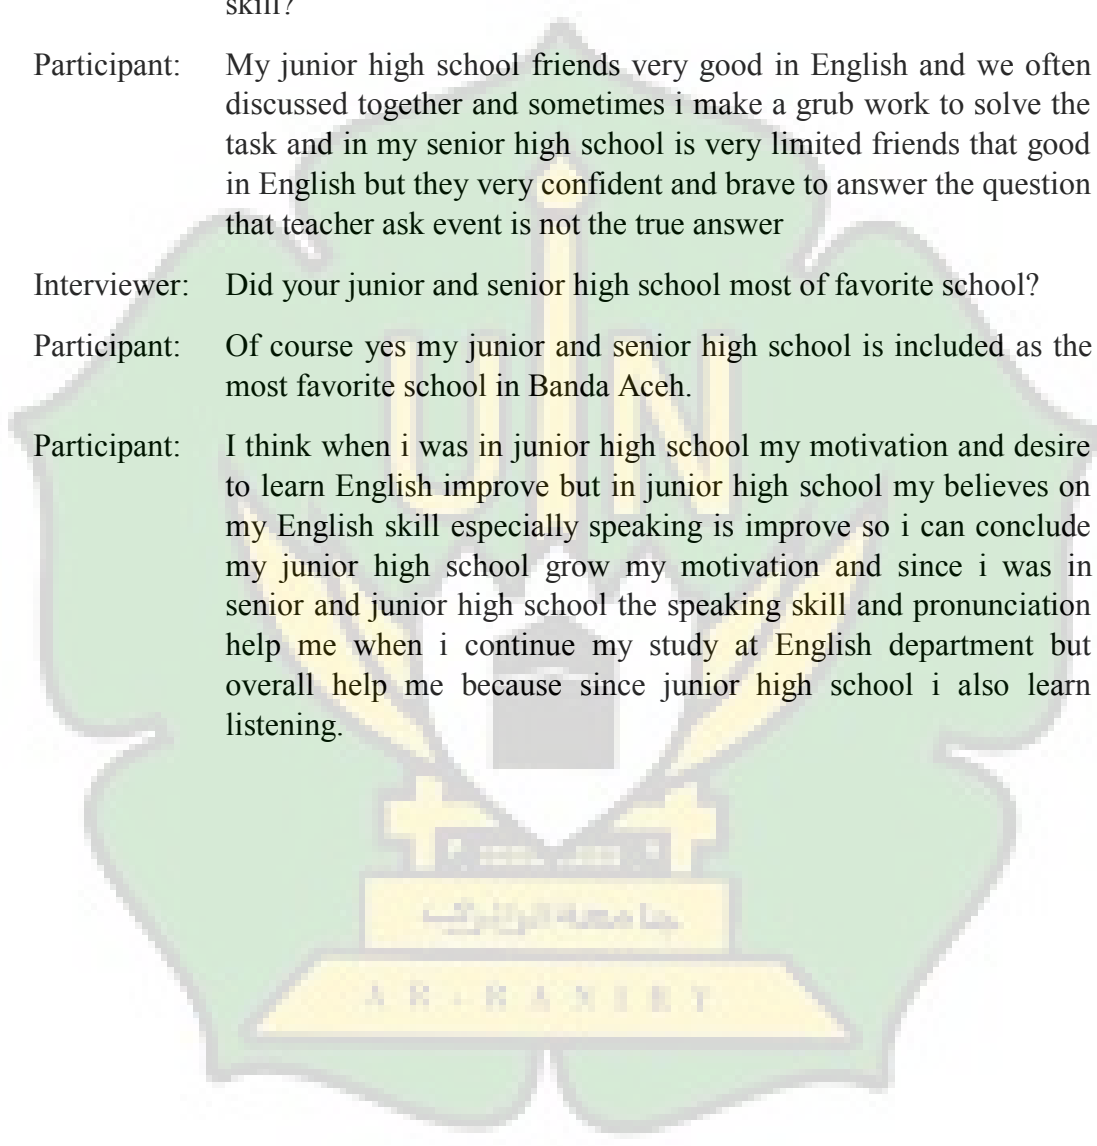 skill?
Participant: My junior high school friends very good in English and we often
discussed together and sometimes i make a grub work to solve the
task and in my senior high school is very limited friends that good
in English but they very confident and brave to answer the question
that teacher ask event is not the true answer
Interviewer: Did your junior and senior high school most of favorite school?
Participant: Of course yes my junior and senior high school is included as the
most favorite school in Banda Aceh.
Participant: I think when i was in junior high school my motivation and desire
to learn English improve but in junior high school my believes on
my English skill especially speaking is improve so i can conclude
my junior high school grow my motivation and since i was in
senior and junior high school the speaking skill and pronunciation
help me when i continue my study at English department but
overall help me because since junior high school i also learn
listening.
UIN
جامعة الرانيري
AR-RANIRY